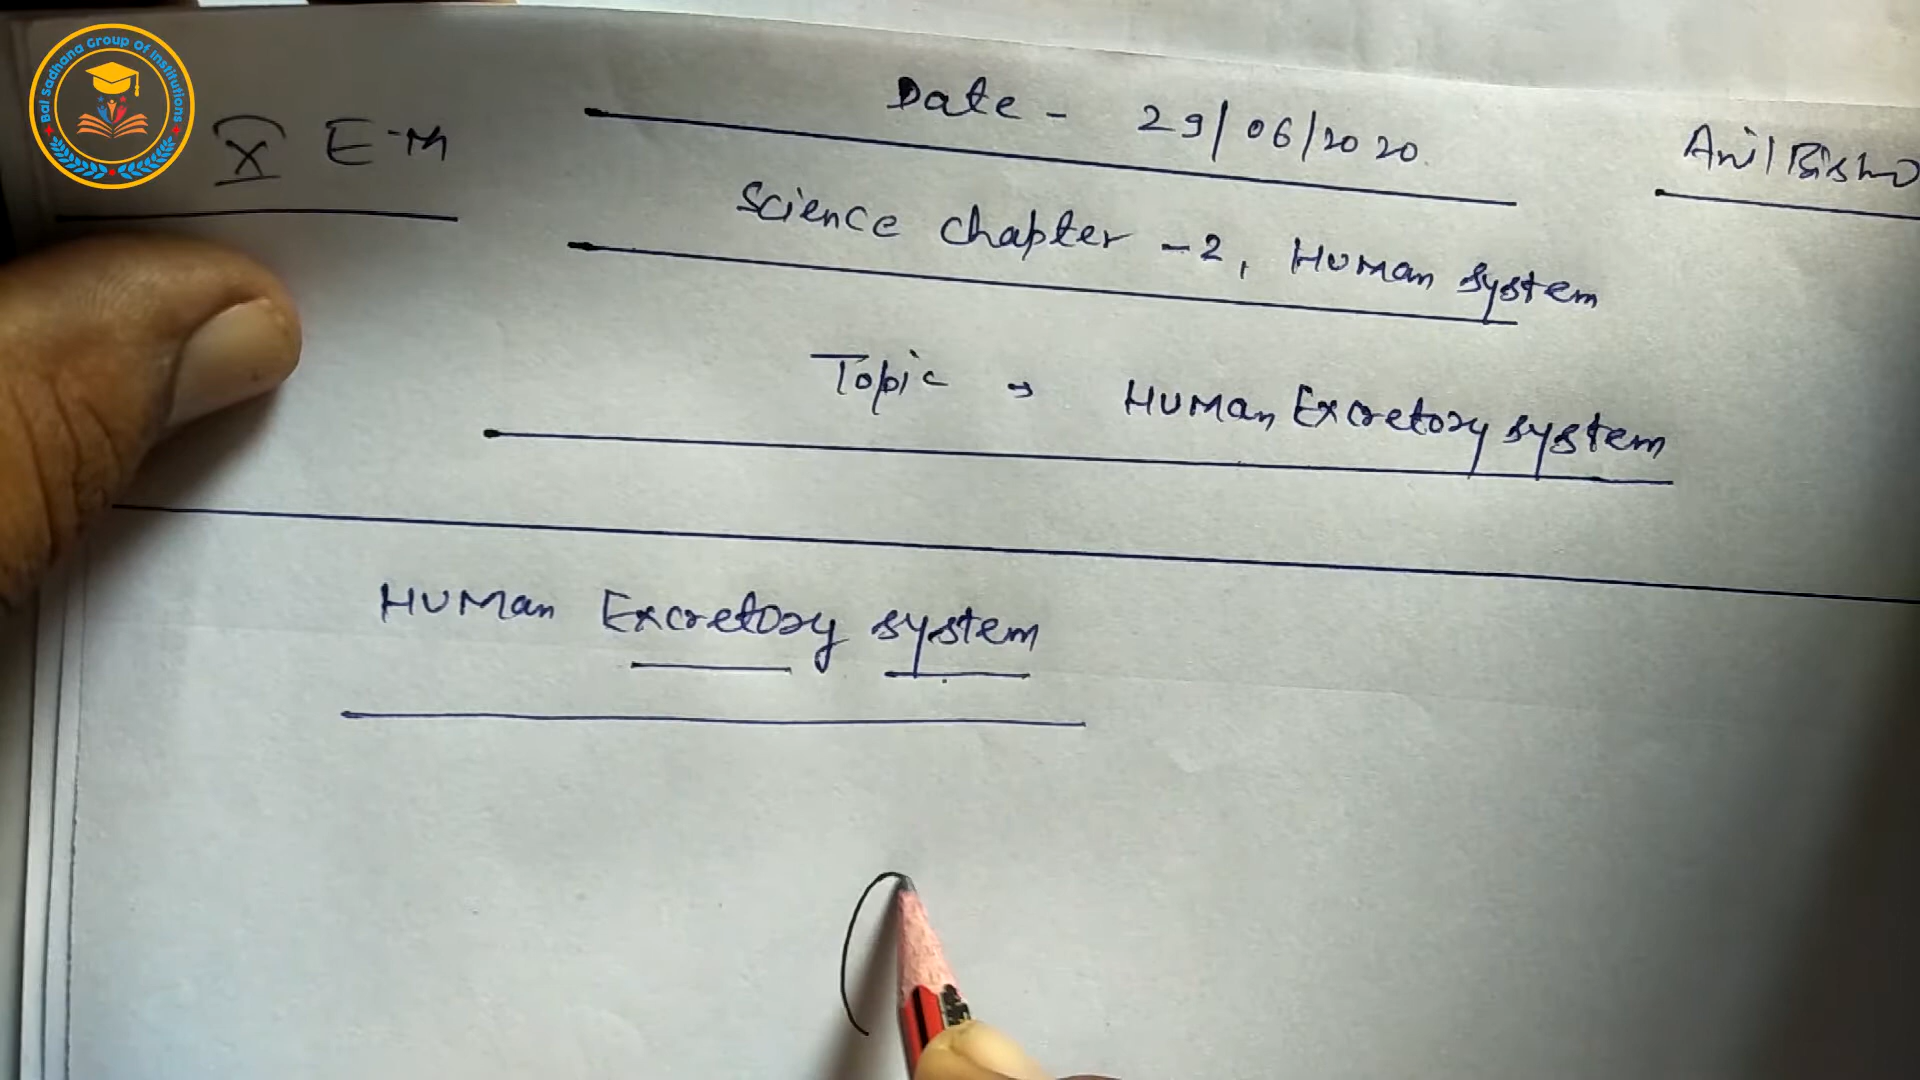 Bal Sadhana Group Of Institutions
X E-M
Date - 29/06/2020
Science chapter - 2, Human system
Topic → Human Excretory system
Human Excretory system
Anil Bishno